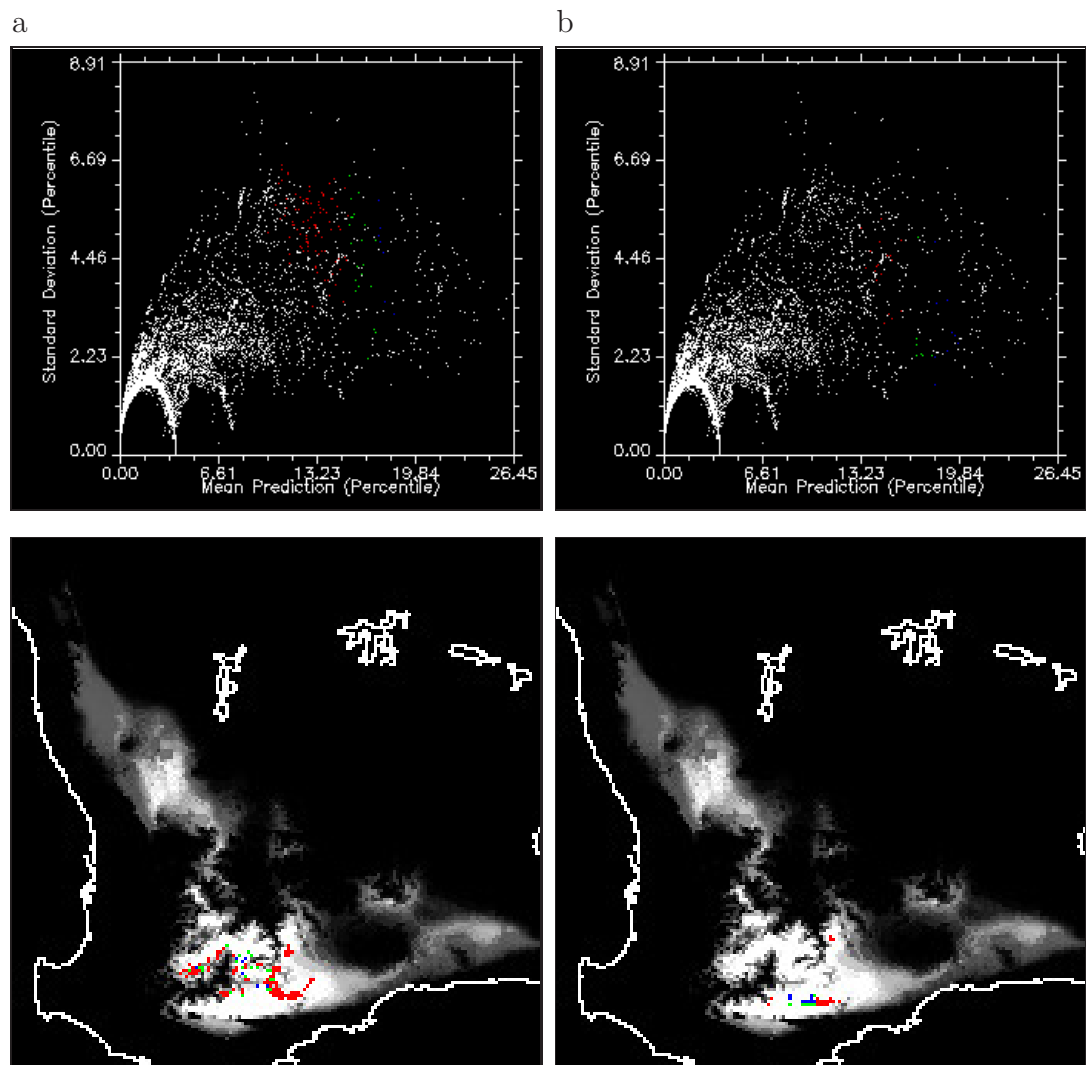 a
b
8.91
6.69
4.46
2.23
0.00
Standard Deviation (Percentile)
0.00 6.61 13.23 19.84 26.45
Mean Prediction (Percentile)
8.91
6.69
4.46
2.23
0.00
Standard Deviation (Percentile)
0.00 6.61 13.23 19.84 26.45
Mean Prediction (Percentile)